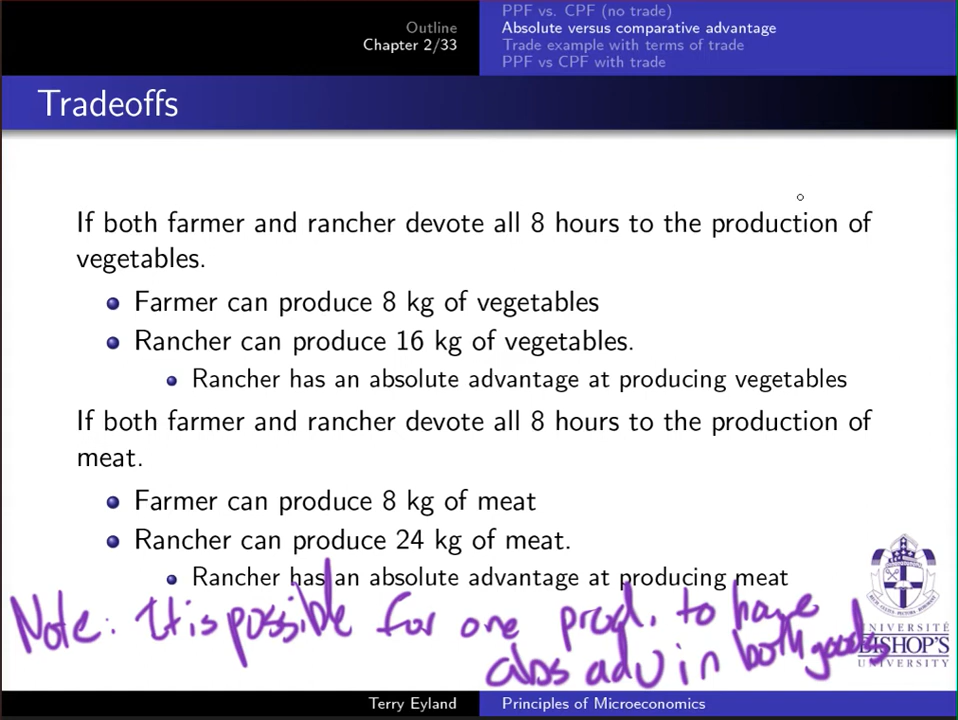 Outline
Chapter 2/33
PPF vs. CPF (no trade)
Absolute versus comparative advantage
Trade example with terms of trade
PPF vs CPF with trade
Tradeoffs
If both farmer and rancher devote all 8 hours to the production of
vegetables.
Farmer can produce 8 kg of vegetables
Rancher can produce 16 kg of vegetables.
Rancher has an absolute advantage at producing vegetables
If both farmer and rancher devote all 8 hours to the production of
meat.
Farmer can produce 8 kg of meat
Rancher can produce 24 kg of meat.
Rancher has an absolute advantage at producing meat
Note: It is possible for one prod. to have
abs adv in both goods
UNIVERSITÉ
BISHOP'S
UNIVERSITY
Terry Eyland
Principles of Microeconomics